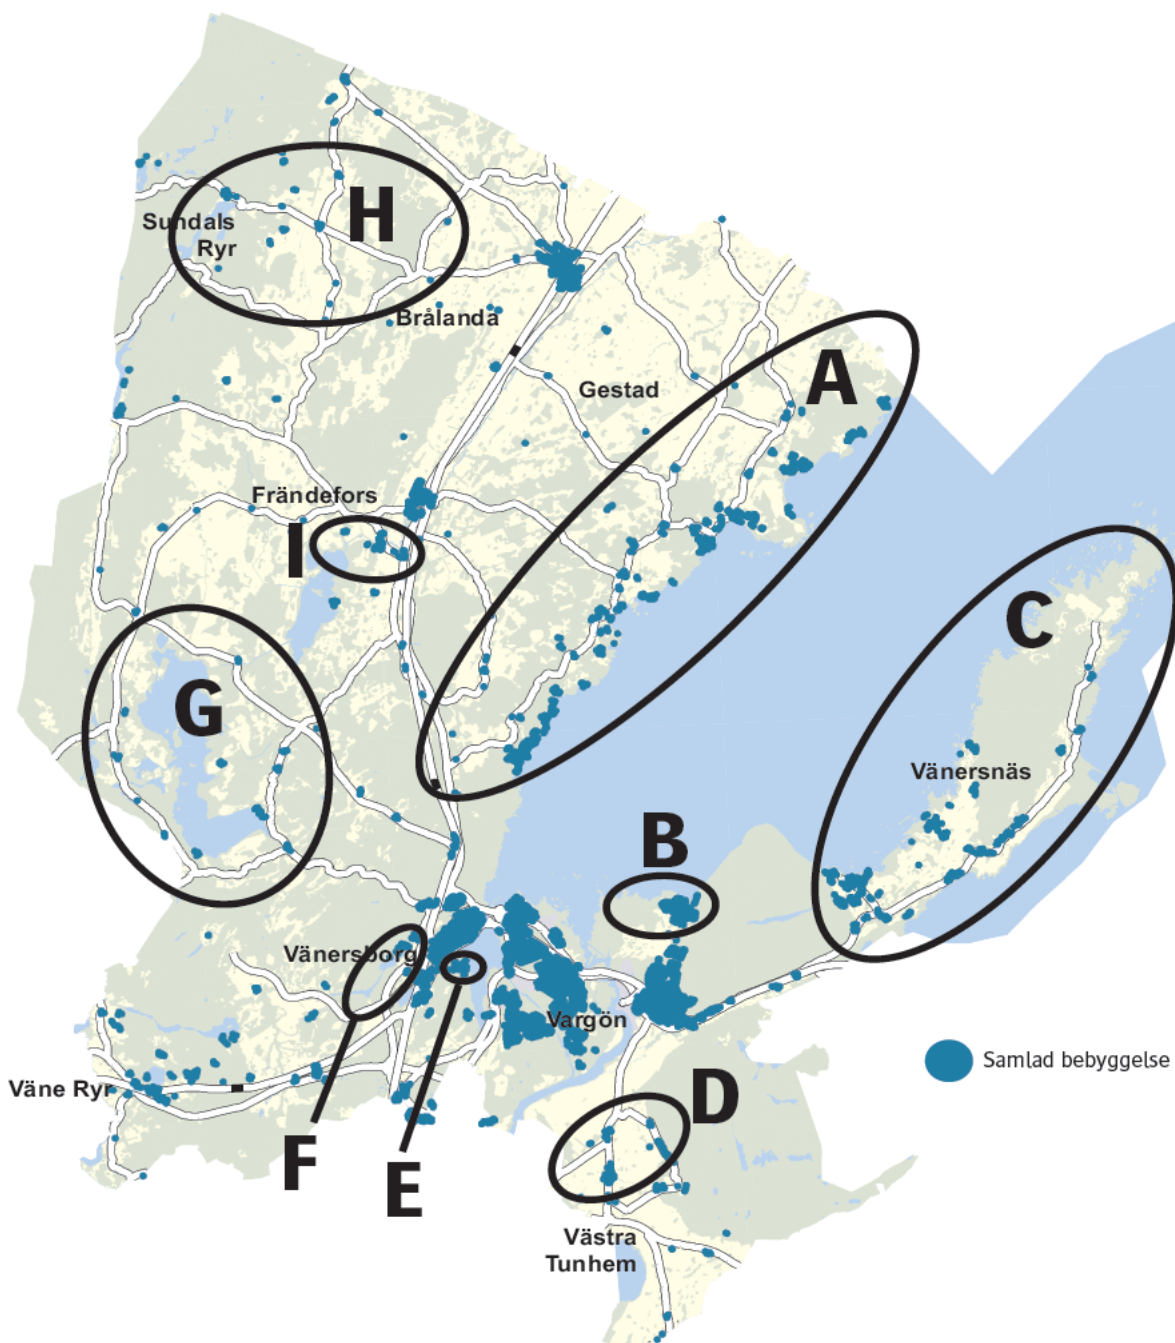 H
Sundals
Ryr
Brålanda
A
Gestad
Frändefors
I
C
G
Vänersnäs
B
Vänersborg
Vargön
Samlad bebyggelse
Väne Ryr
D
F
E
Västra
Tunhem